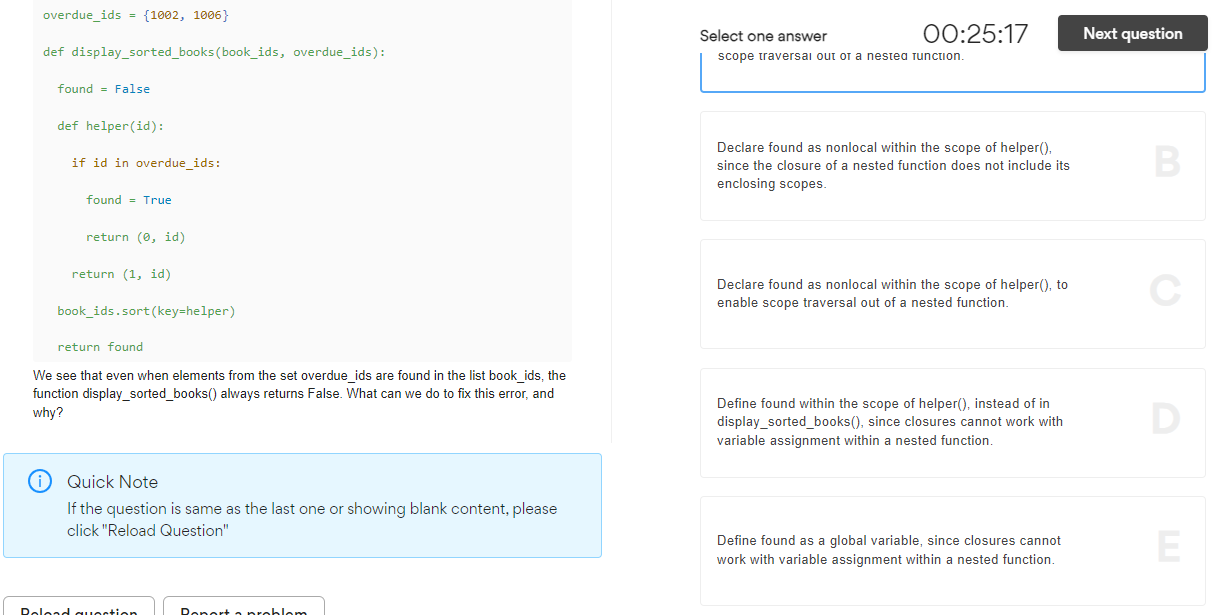 overdue_ids = {1002, 1006}
def display_sorted_books(book_ids, overdue_ids):
found = False
def helper(id):
if id in overdue_ids:
found = True
return (0, id)
return (1, id)
book_ids.sort(key=helper)
return found
We see that even when elements from the set overdue_ids are found in the list book_ids, the
function display_sorted_books() always returns False. What can we do to fix this error, and
why?
Quick Note
If the question is same as the last one or showing blank content, please
click "Reload Question"
Reload question
Report a problem
Select one answer
00:25:17
Next question
scope traversal out of a nested function.
Declare found as nonlocal within the scope of helper(),
since the closure of a nested function does not include its
enclosing scopes.
B
Declare found as nonlocal within the scope of helper(), to
enable scope traversal out of a nested function.
C
Define found within the scope of helper(), instead of in
display_sorted_books(), since closures cannot work with
variable assignment within a nested function.
D
Define found as a global variable, since closures cannot
work with variable assignment within a nested function.
E